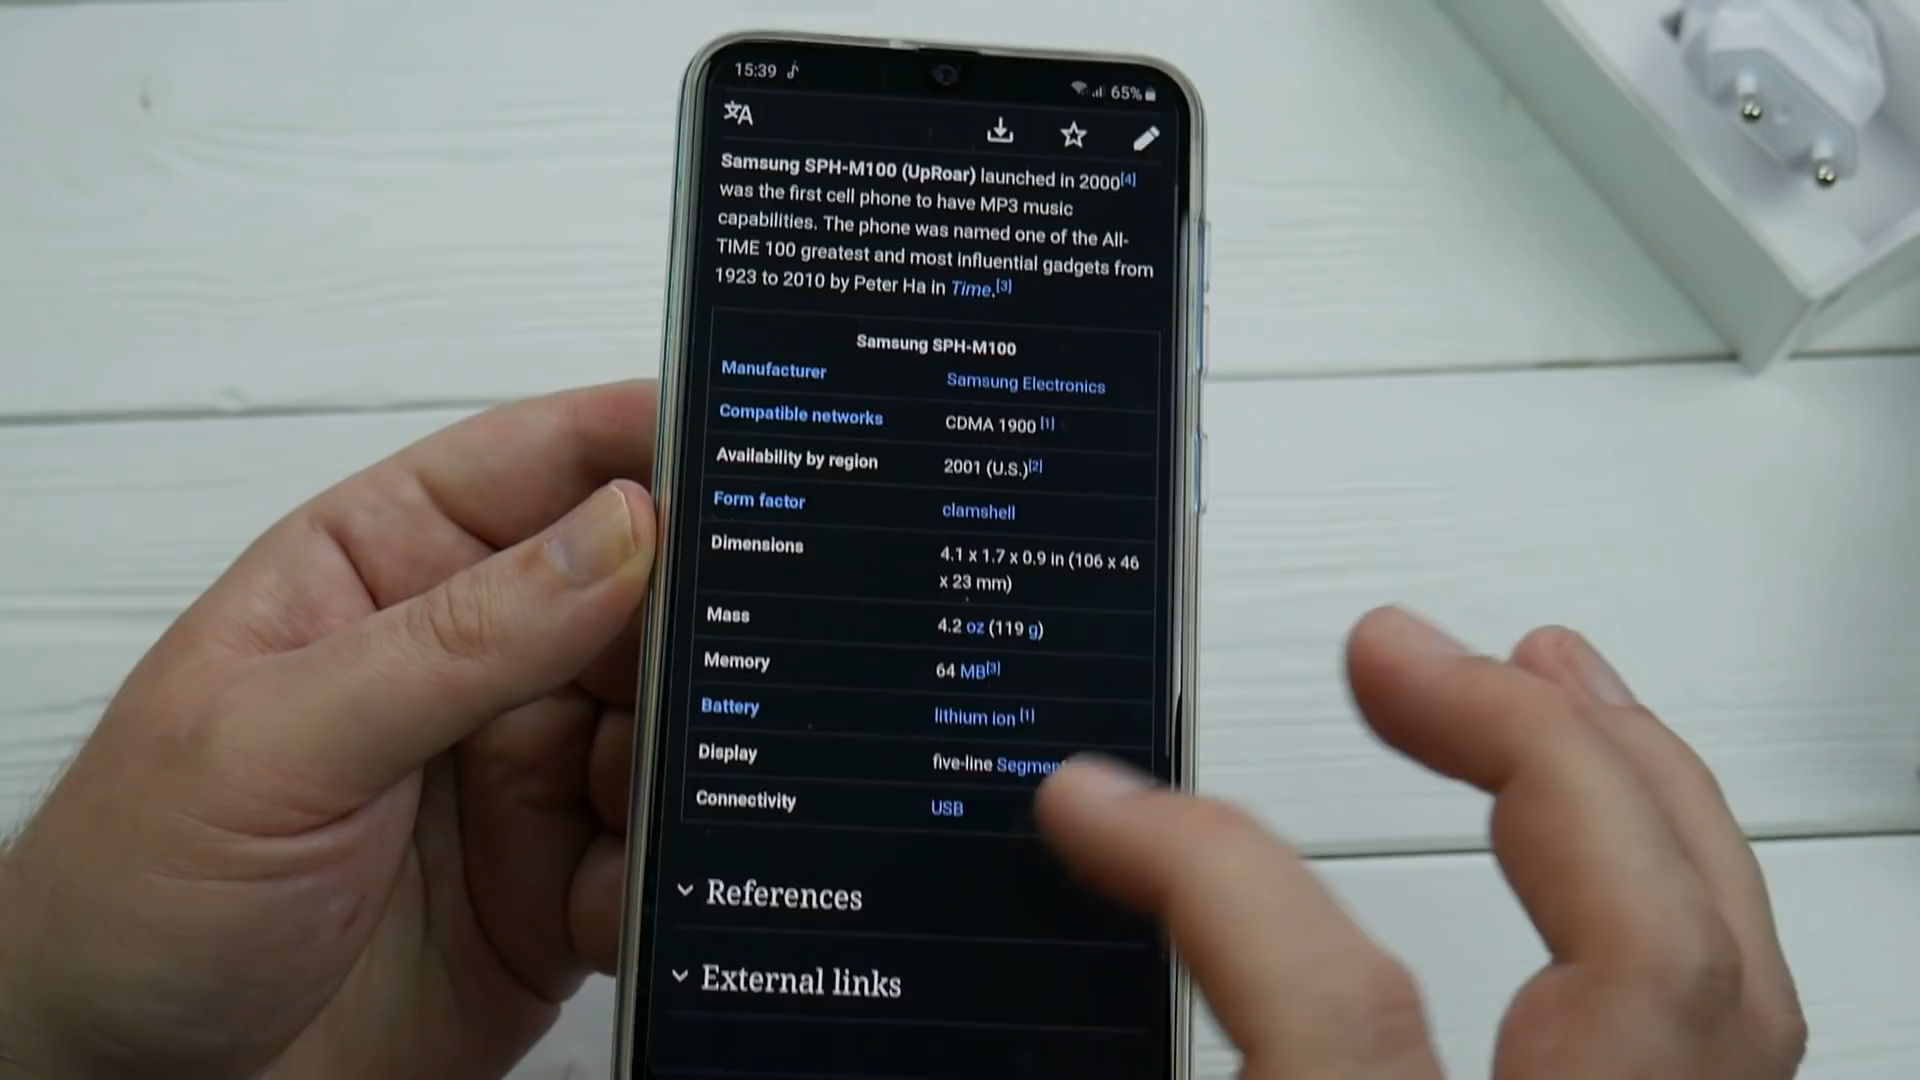 15:39
65%
文A
Samsung SPH-M100 (UpRoar) launched in 2000[4]
was the first cell phone to have MP3 music
capabilities. The phone was named one of the All-
TIME 100 greatest and most influential gadgets from
1923 to 2010 by Peter Ha in Time.[3]
Samsung SPH-M100
Manufacturer Samsung Electronics
Compatible networks CDMA 1900 [1]
Availability by region 2001 (U.S.)[2]
Form factor clamshell
Dimensions 4.1 x 1.7 x 0.9 in (106 x 46
x 23 mm)
Mass 4.2 oz (119 g)
Memory 64 MB[3]
Battery lithium ion [1]
Display five-line
Connectivity USB
References
External links